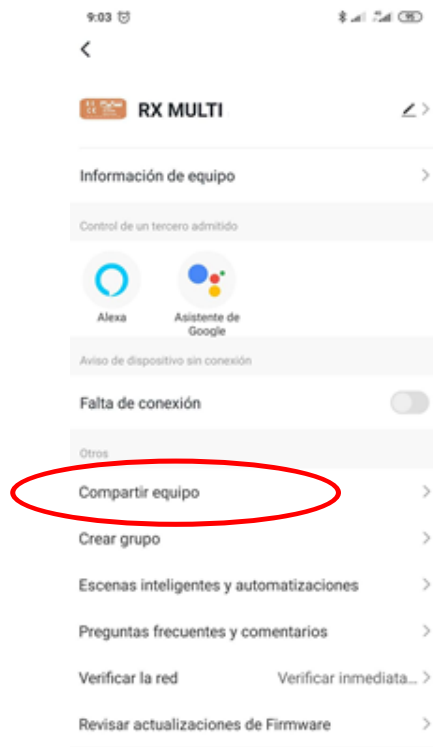 9:03
95
RX MULTI
Información de equipo
Control de un tercero admitido
Alexa
Asistente de
Google
Aviso de dispositivo sin conexión
Falta de conexión
Otros
Compartir equipo
Crear grupo
Escenas inteligentes y automatizaciones
Preguntas frecuentes y comentarios
Verificar la red Verificar inmediata...
Revisar actualizaciones de Firmware